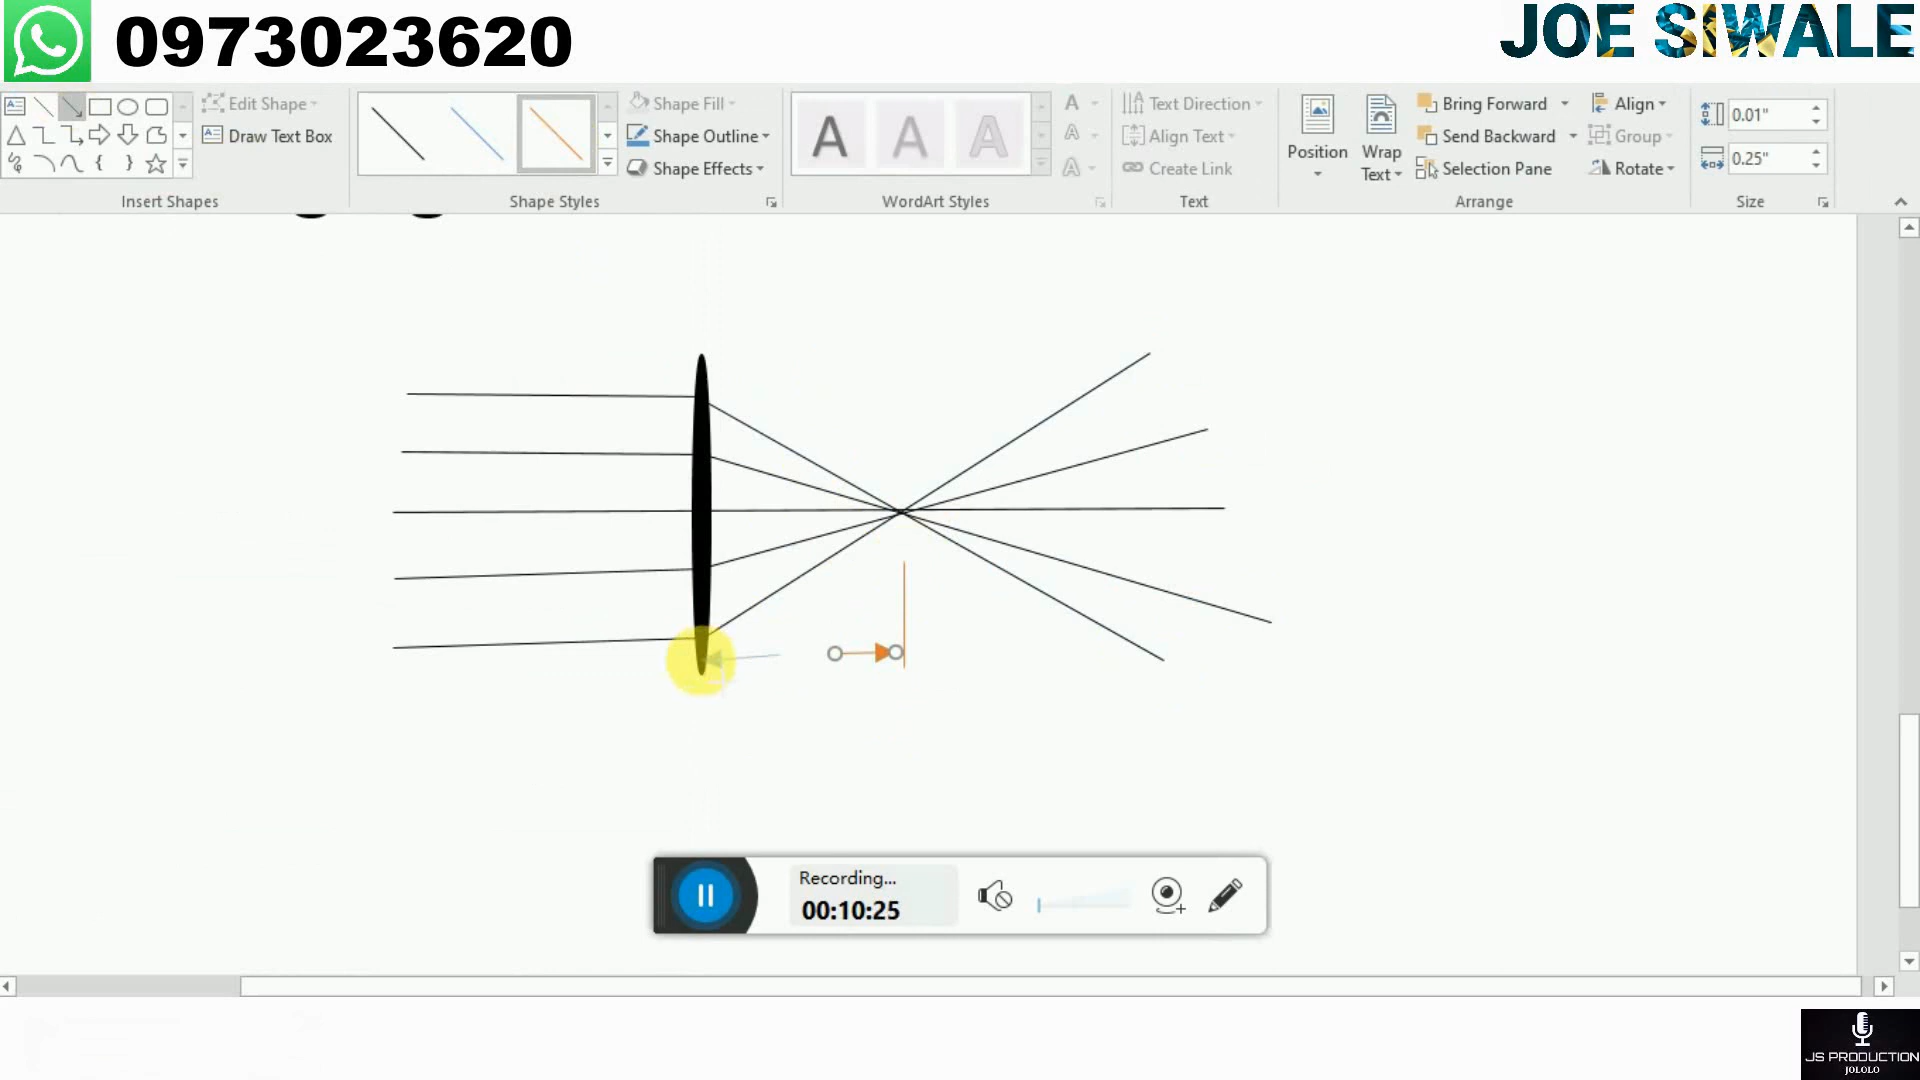 0973023620
JOE SIWALE
Edit Shape
Draw Text Box
Insert Shapes
Shape Fill
Shape Outline
Shape Effects
Shape Styles
A A A
WordArt Styles
Text Direction
Align Text
Create Link
Text
Position
Wrap
Text
Bring Forward
Send Backward
Selection Pane
Align
Group
Rotate
Arrange
0.01"
0.25"
Size
Recording...
00:10:25
JS PRODUCTION
JOLOLO